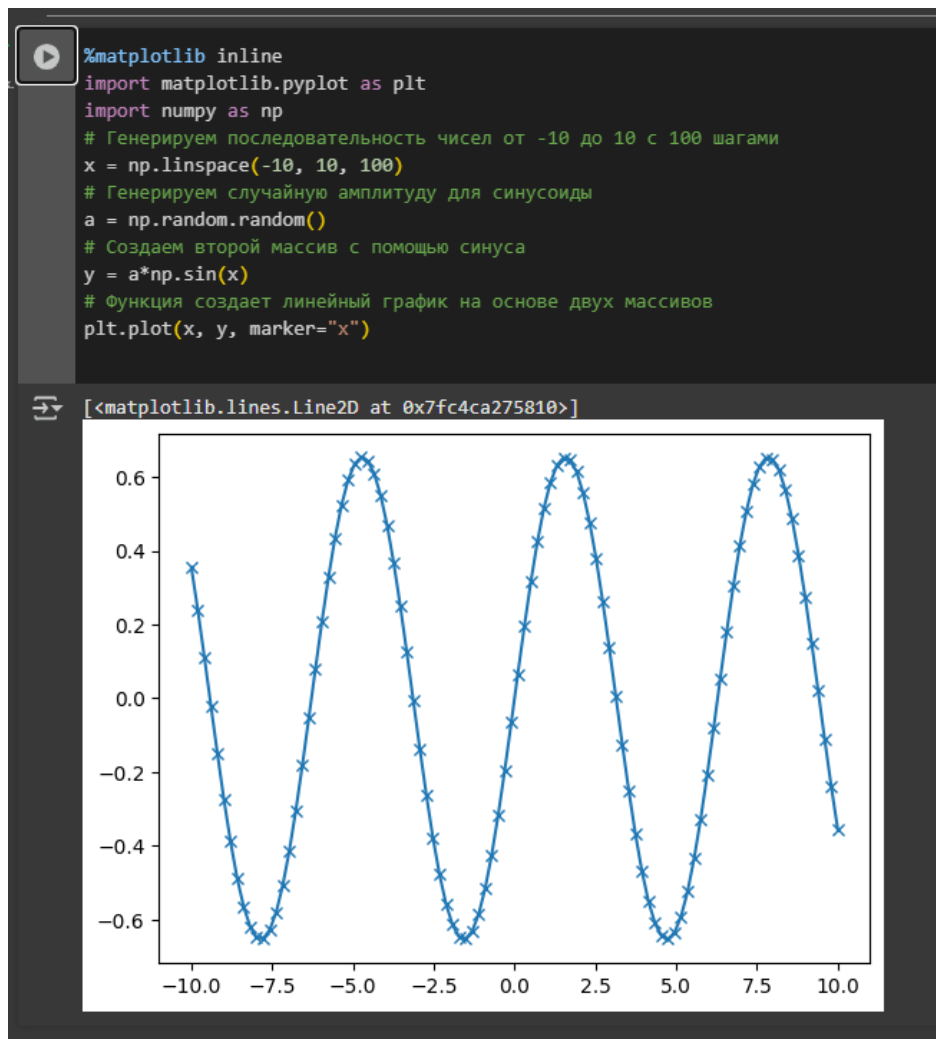 %matplotlib inline
import matplotlib.pyplot as plt
import numpy as np
# Генерируем последовательность чисел от -10 до 10 с 100 шагами
x = np.linspace(-10, 10, 100)
# Генерируем случайную амплитуду для синусоиды
a = np.random.random()
# Создаем второй массив с помощью синуса
y = a*np.sin(x)
# Функция создает линейный график на основе двух массивов
plt.plot(x, y, marker="x")
[<matplotlib.lines.Line2D at 0x7fc4ca275810>]
0.6
0.4
0.2
0.0
−0.2
−0.4
−0.6
−10.0 −7.5 −5.0 −2.5 0.0 2.5 5.0 7.5 10.0